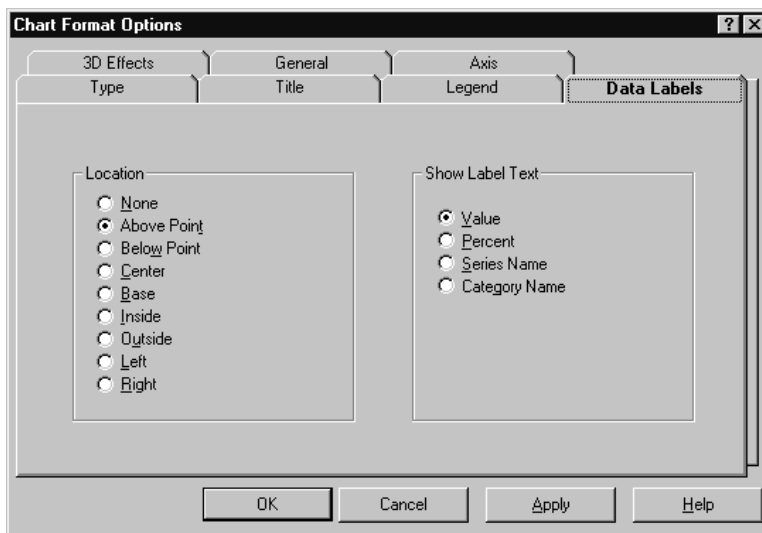 Chart Format Options
3D Effects General Axis
Type Title Legend Data Labels
Location
None
Above Point
Below Point
Center
Base
Inside
Outside
Left
Right
Show Label Text
Value
Percent
Series Name
Category Name
OK Cancel Apply Help